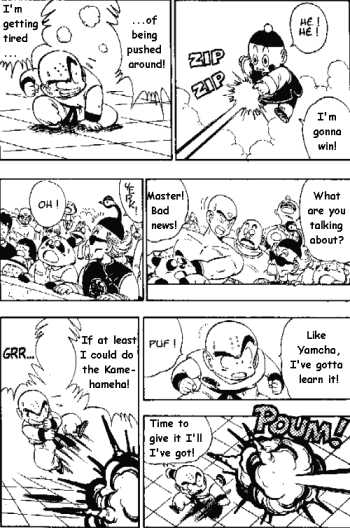 I'm
getting
tired
...
...of
being
pushed
around!
HE!
HE!
ZIP
ZIP
I'm
gonna
win!
OH!
Master!
Bad
news!
What
are you
talking
about?
GRR...
If at least
I could do
the Kame-
hameha!
PUF!
Like
Yamcha,
I've gotta
learn it!
Time to
give it I'll
I've got!
POUM!